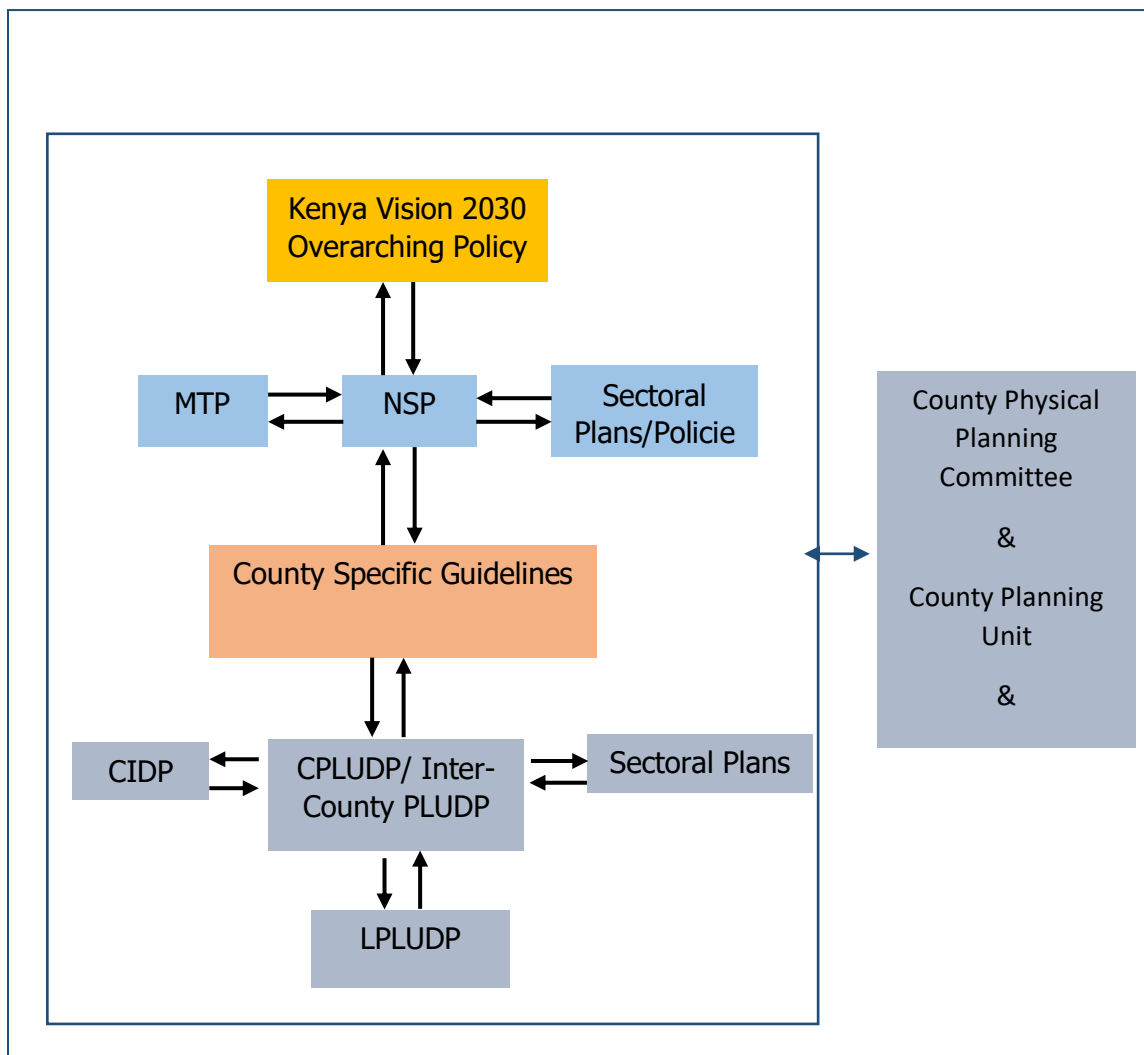 Kenya Vision 2030
Overarching Policy
MTP
NSP
Sectoral
Plans/Policie
County Specific Guidelines
CIDP
CPLUDP/ Inter-
County PLUDP
Sectoral Plans
LPLUDP
County Physical
Planning
Committee
&
County Planning
Unit
&